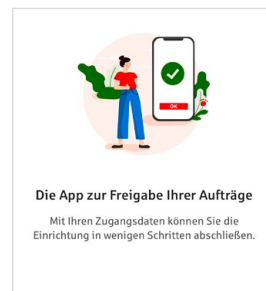 OK
Die App zur Freigabe Ihrer Aufträge
Mit Ihren Zugangsdaten können Sie die
Einrichtung in wenigen Schritten abschließen.